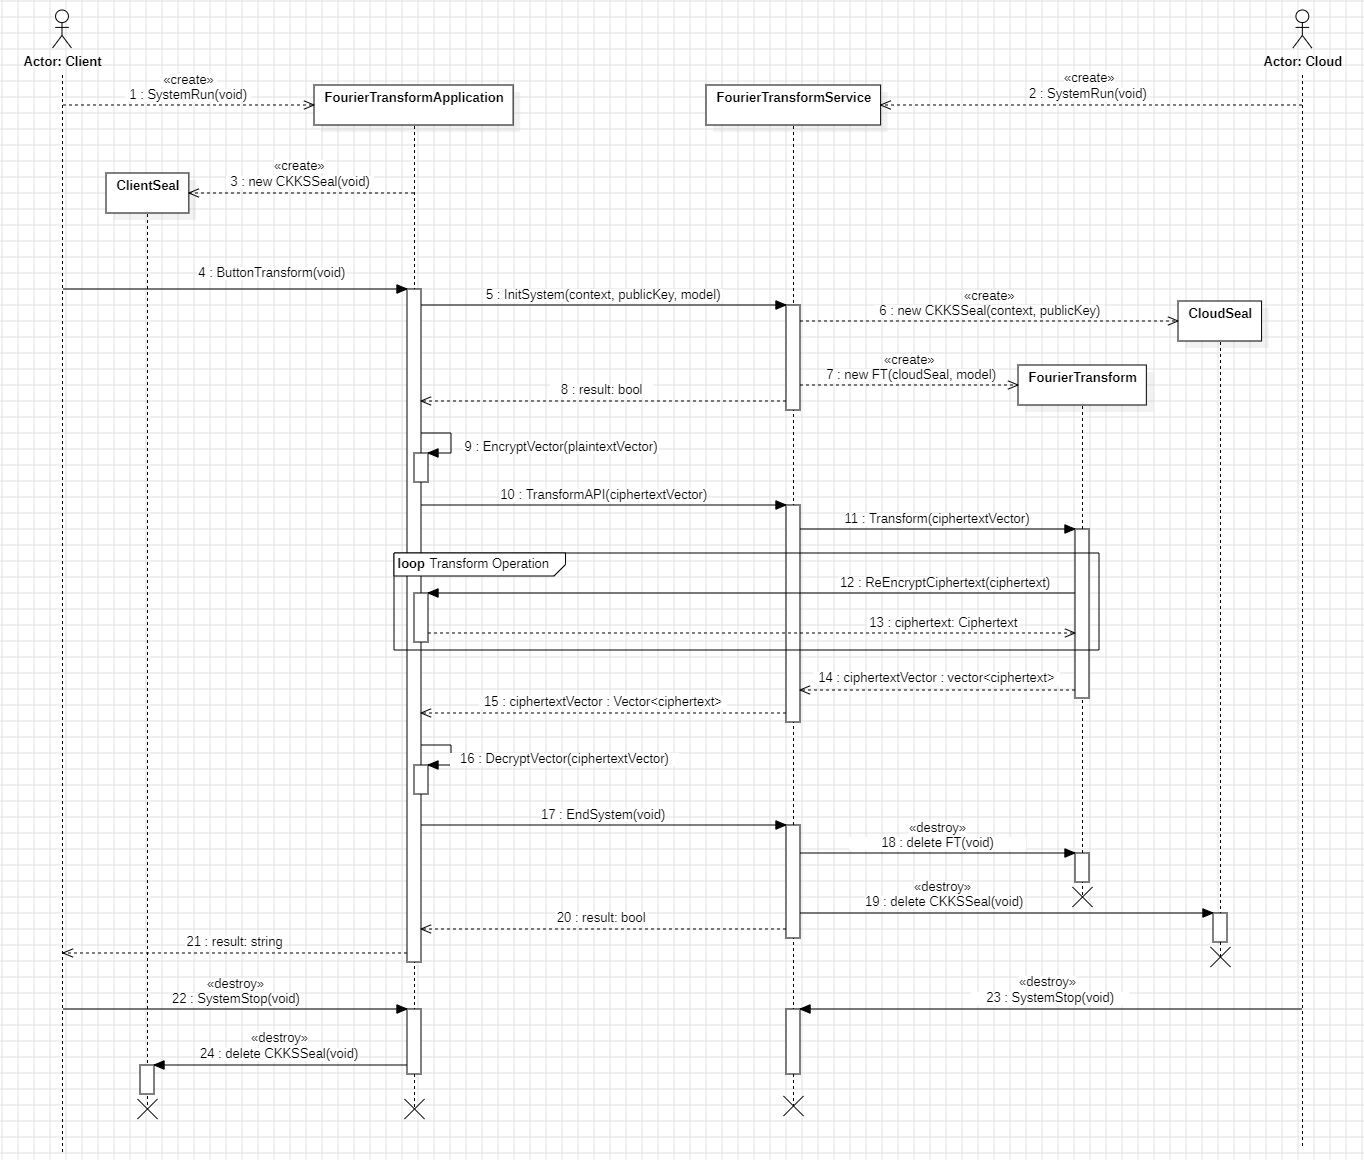 Actor: Client
Actor: Cloud
«create»
1 : SystemRun(void)
FourierTransformApplication
FourierTransformService
«create»
2 : SystemRun(void)
«create»
3 : new CKKSSeal(void)
ClientSeal
4 : ButtonTransform(void)
5 : InitSystem(context, publicKey, model)
«create»
6 : new CKKSSeal(context, publicKey)
CloudSeal
«create»
7 : new FT(cloudSeal, model)
FourierTransform
8 : result: bool
9 : EncryptVector(plaintextVector)
10 : TransformAPI(ciphertextVector)
11 : Transform(ciphertextVector)
loop Transform Operation
12 : ReEncryptCiphertext(ciphertext)
13 : ciphertext: Ciphertext
14 : ciphertextVector : vector<ciphertext>
15 : ciphertextVector : Vector<ciphertext>
16 : DecryptVector(ciphertextVector)
17 : EndSystem(void)
«destroy»
18 : delete FT(void)
«destroy»
19 : delete CKKSSeal(void)
20 : result: bool
21 : result: string
«destroy»
22 : SystemStop(void)
«destroy»
23 : SystemStop(void)
«destroy»
24 : delete CKKSSeal(void)